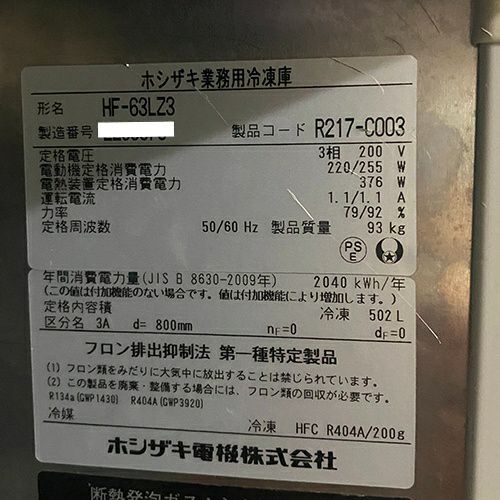 ホシザキ業務用冷凍庫
形名 HF-63LZ3
製造番号 製品コード R217-C003
定格電圧 3相 200 V
電動機定格消費電力 220/255 W
電熱装置定格消費電力 376 W
運転電流 1.1/1.1 A
力率 79/92 %
定格周波数 50/60 Hz 製品質量 93 kg
PS
E
年間消費電力量(JIS B 8630-2009年) 2040 kWh/年
(この値は付加機能のない場合です。値は付加機能により増加します。)
定格内容積 冷凍 502 L
区分名 3A d= 800mm nF=0 dF=0
フロン排出抑制法 第一種特定製品
(1) フロン類をみだりに大気中に放出することは禁じられています。
(2) この製品を廃棄・整備する場合には、フロン類の回収が必要です。
R134a(GWP1430) R404A(GWP3920)
冷媒 冷凍 HFC R404A/200g
ホシザキ電機株式会社
断熱発泡ガス